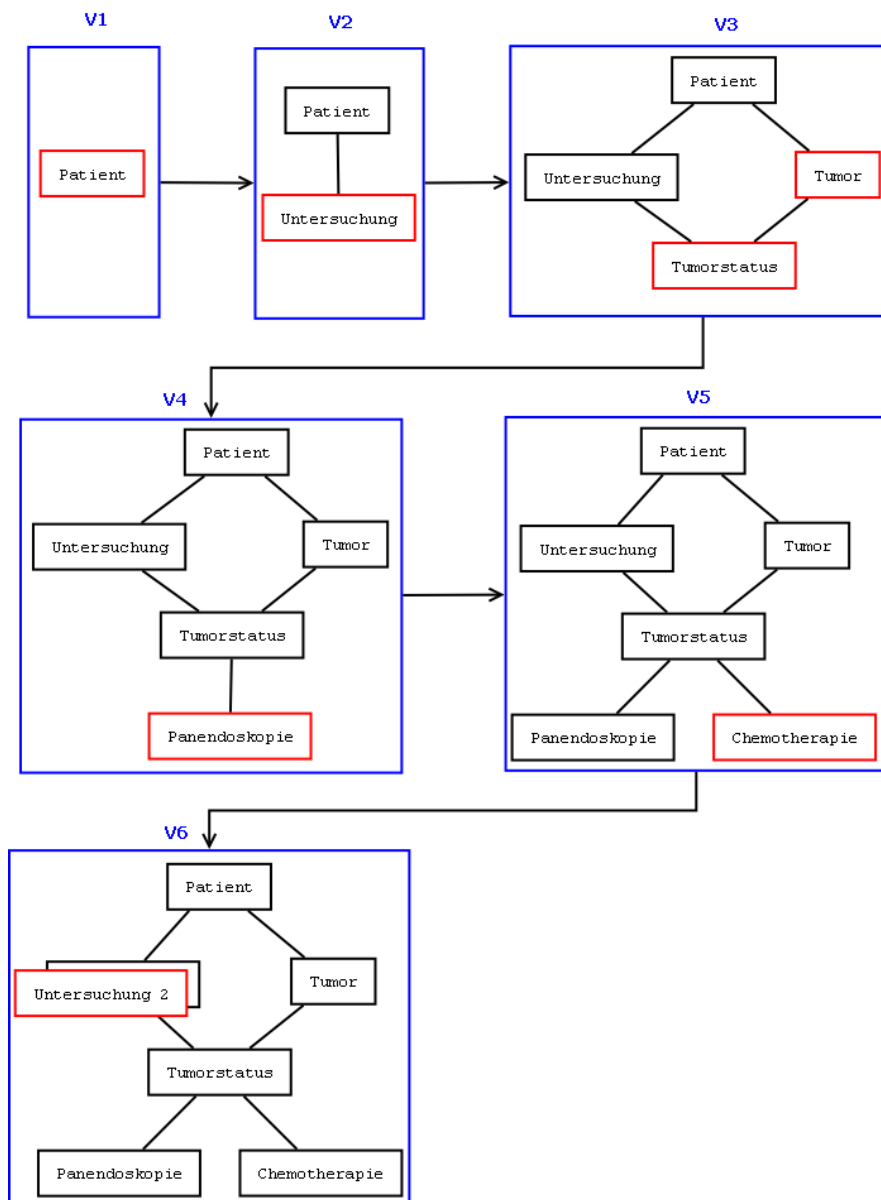 V1
Patient
V2
Patient
Untersuchung
V3
Patient
Untersuchung
Tumor
Tumorstatus
V4
Patient
Untersuchung
Tumor
Tumorstatus
Panendoskopie
V5
Patient
Untersuchung
Tumor
Tumorstatus
Panendoskopie
Chemotherapie
V6
Patient
Untersuchung 2
Tumor
Tumorstatus
Panendoskopie
Chemotherapie